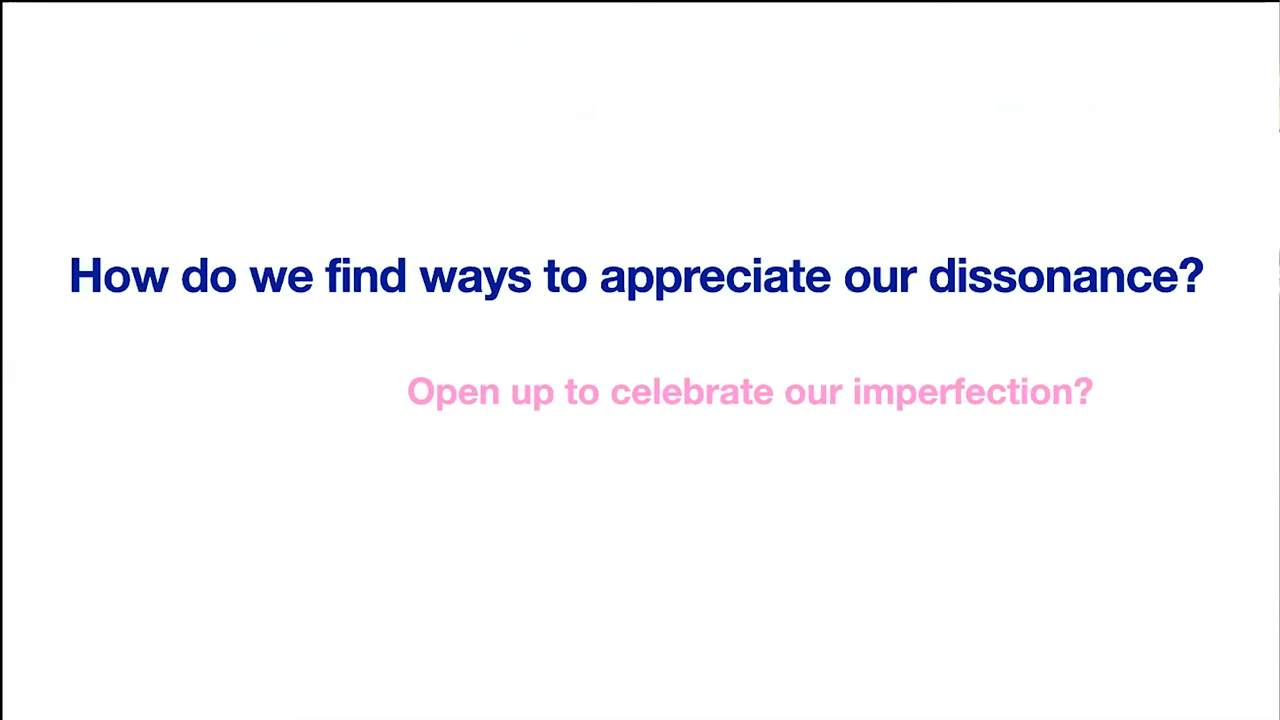 How do we find ways to appreciate our dissonance?
Open up to celebrate our imperfection?